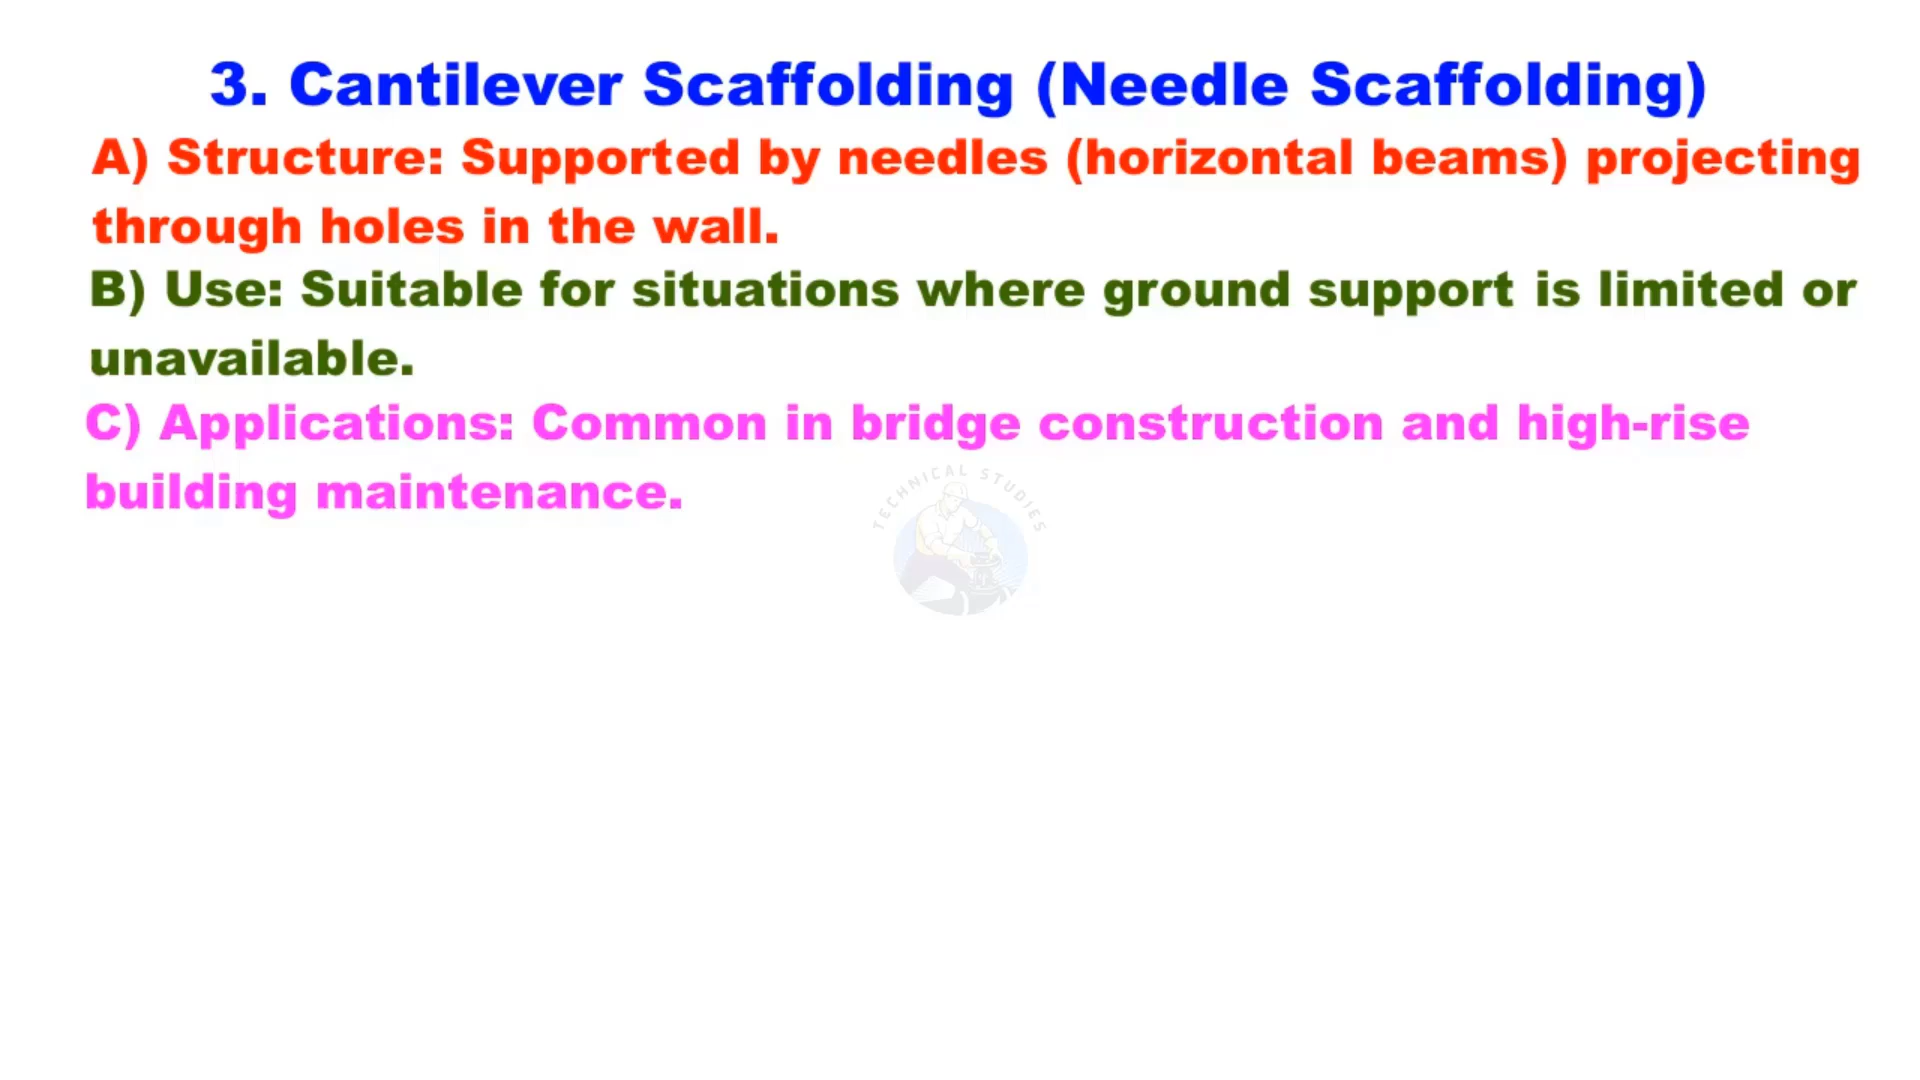 3. Cantilever Scaffolding (Needle Scaffolding)
A) Structure: Supported by needles (horizontal beams) projecting
through holes in the wall.
B) Use: Suitable for situations where ground support is limited or
unavailable.
C) Applications: Common in bridge construction and high-rise
building maintenance.
TECHNICAL STUDIES